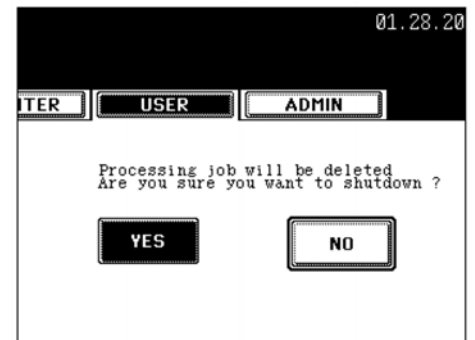 01.28.20
USER
ADMIN
Processing job will be deleted
Are you sure you want to shutdown ?
YES
NO